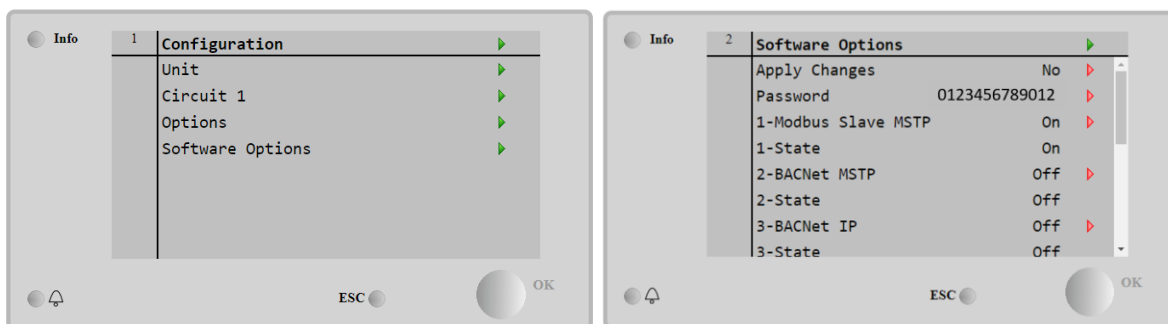 Info
1 Configuration
Unit
Circuit 1
Options
Software Options
ESC
OK
Info
2 Software Options
Apply Changes No
Password 0123456789012
1-Modbus Slave MSTP On
1-State On
2-BACNet MSTP Off
2-State Off
3-BACNet IP Off
3-State Off
ESC
OK